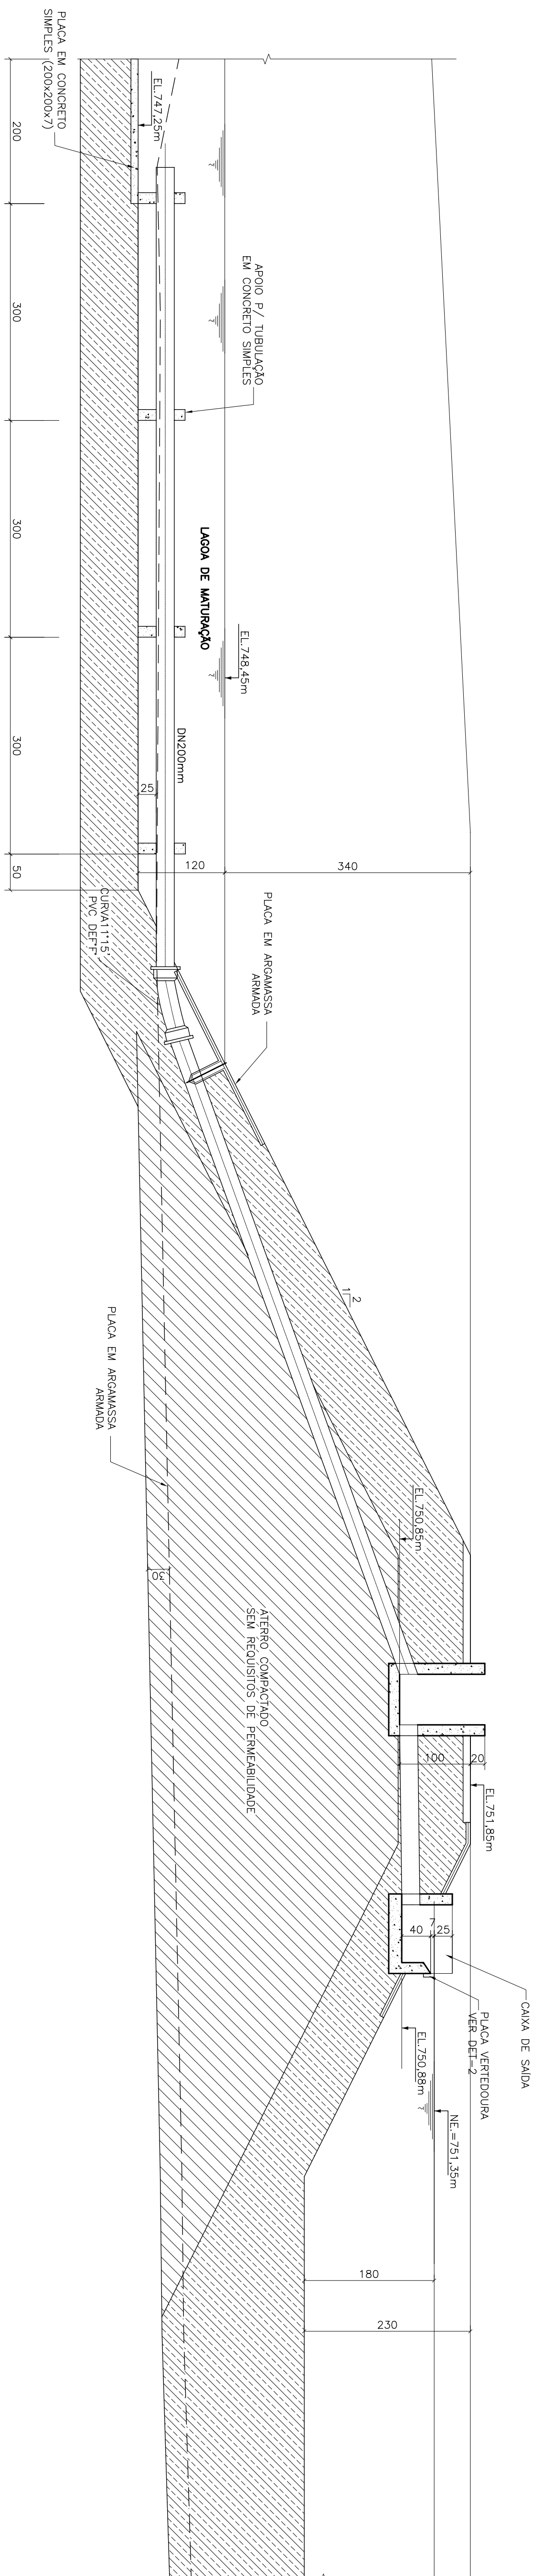 PLACA EM CONCRETO
SIMPLES (200x200x7)
200
EL.747,25m
300
APOIO P/ TUBULAÇÃO
EM CONCRETO SIMPLES
300
LAGOA DE MATURAÇÃO
EL.748,45m
300
DN200mm
25
50
120
340
CURVA11°15'
PVC DEF°F°
PLACA EM ARGAMASSA
ARMADA
1
2
PLACA EM ARGAMASSA
ARMADA
30
EL.750,85m
ATERRO COMPACTADO
SEM REQUISITOS DE PERMEABILIDADE
100
20
EL.751,85m
40
7
25
CAIXA DE SAÍDA
PLACA VERTEDOURA
VER DET-2
EL.750,88m
NE.=751,35m
180
230